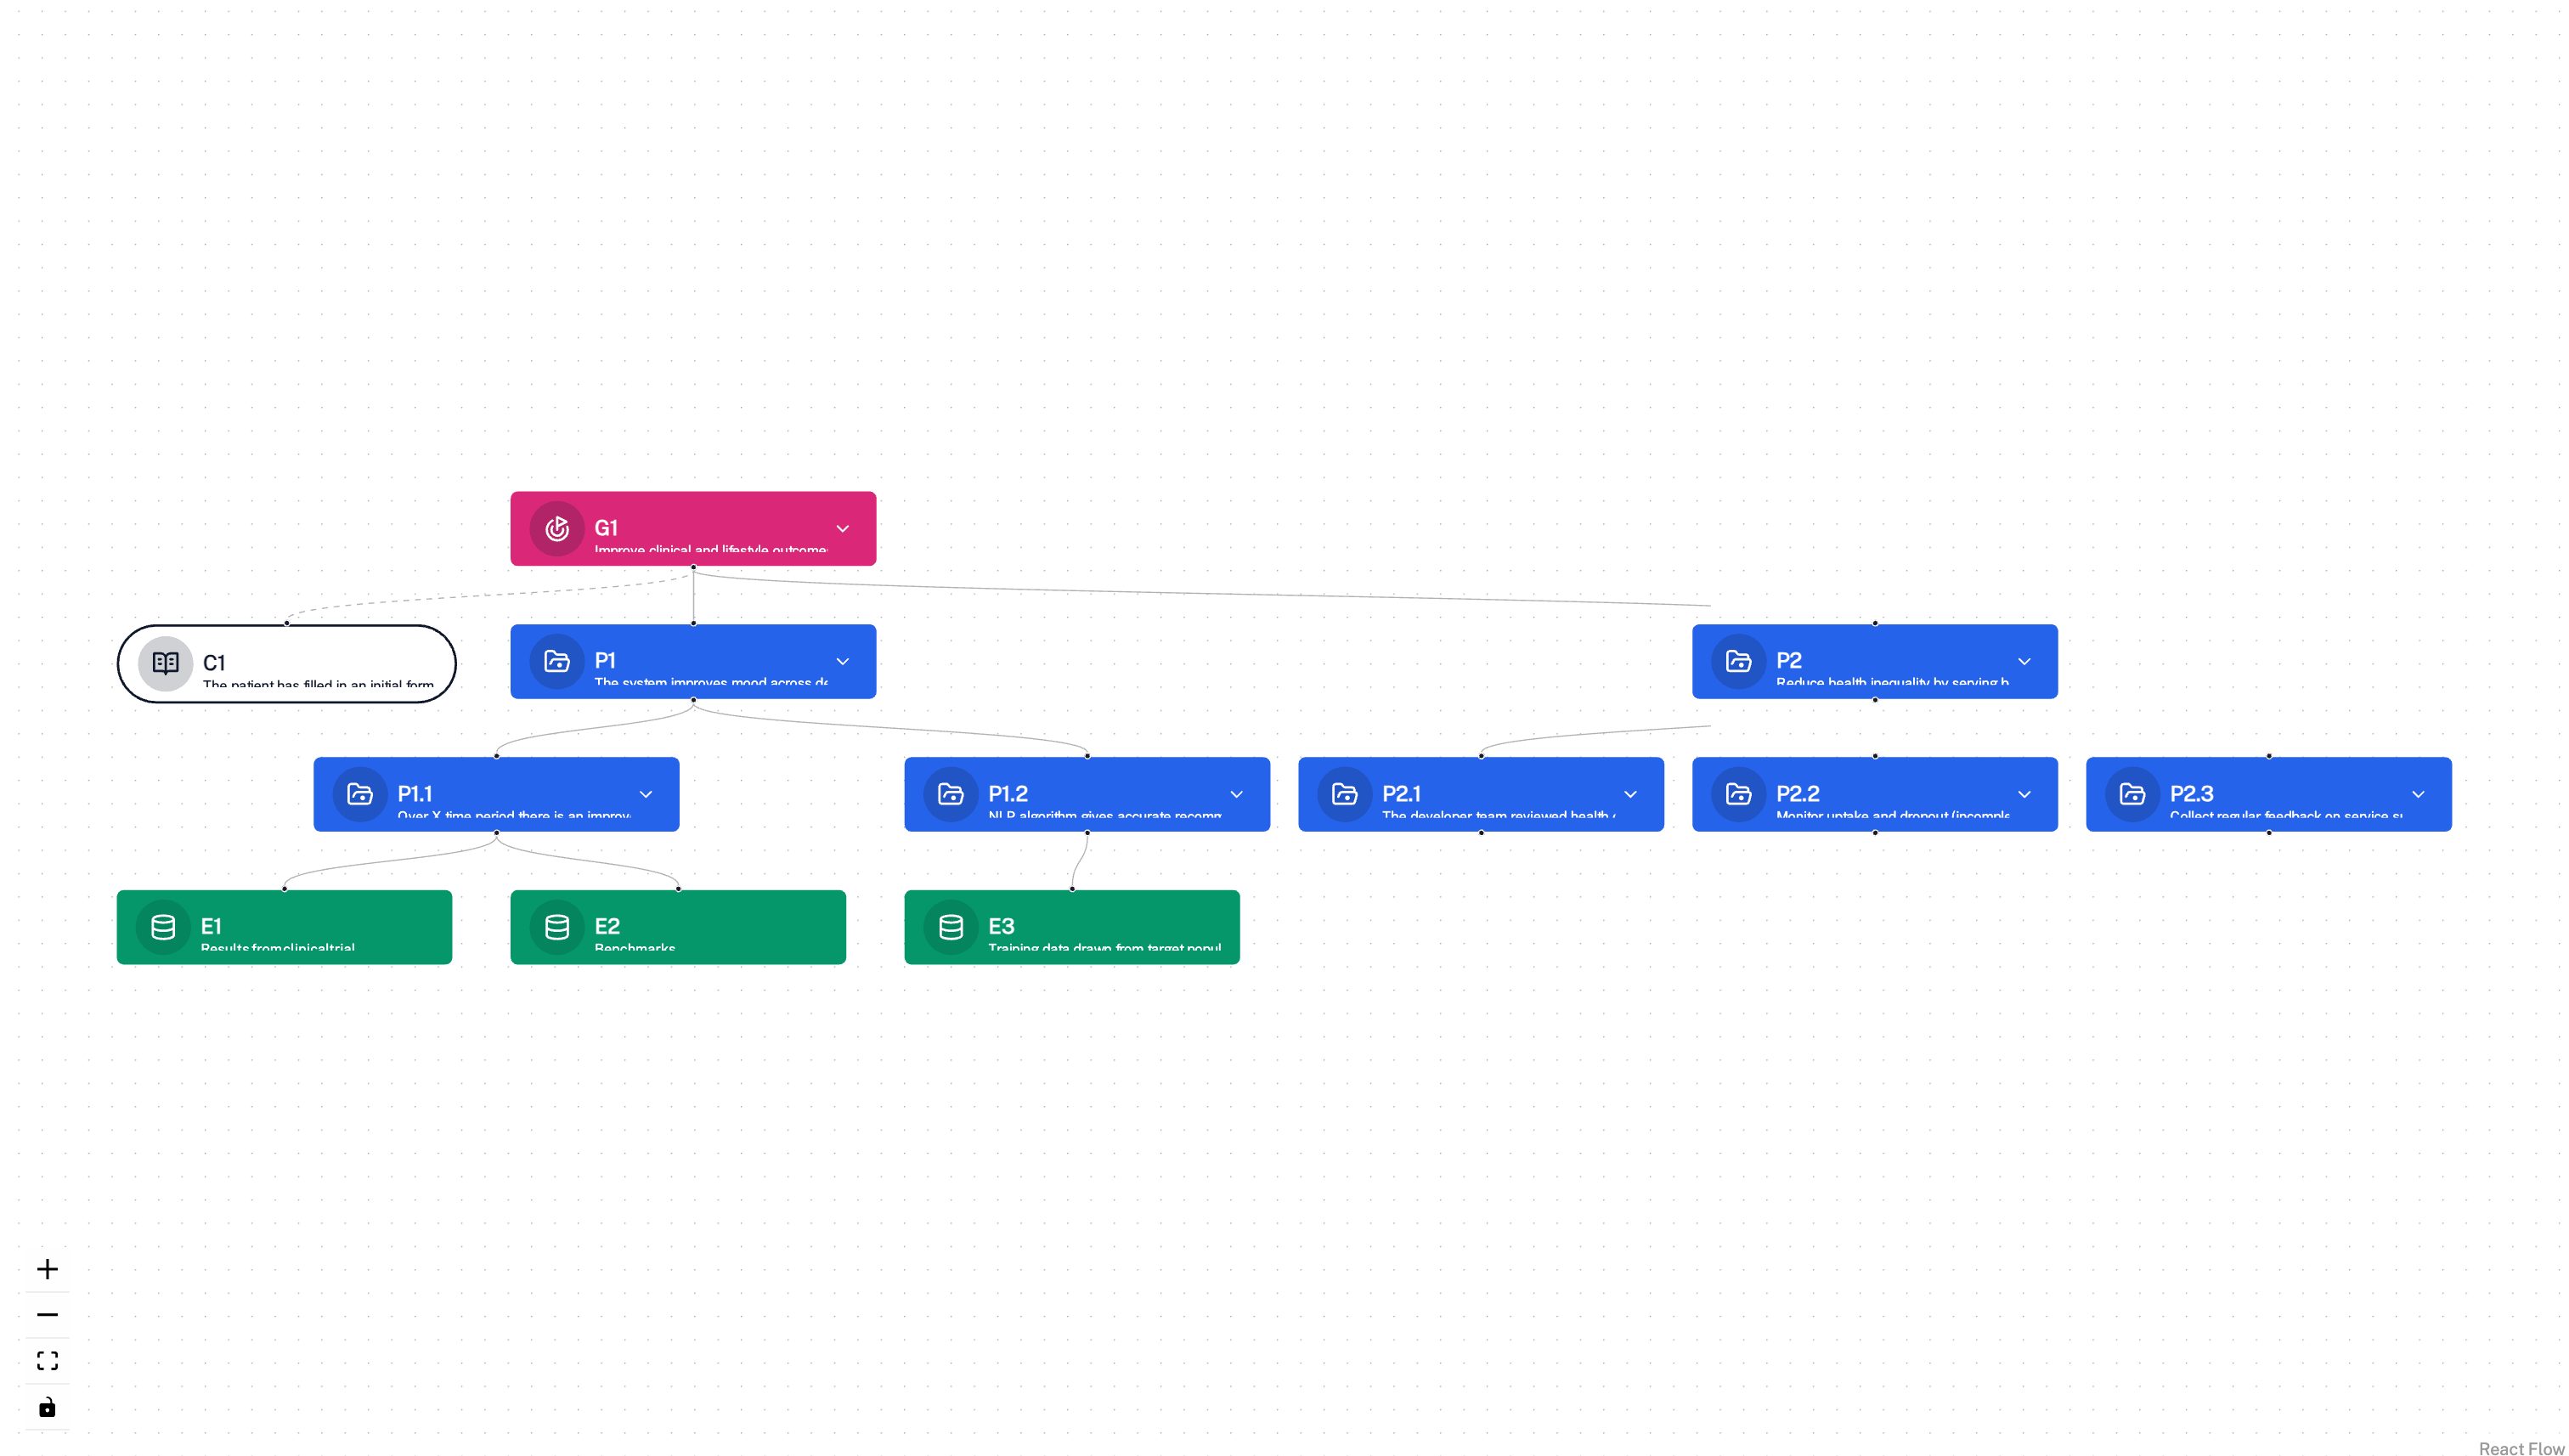 G1
Improve clinical and lifestyle outcome
C1
The patient has filled in an initial form
P1
The system improves mood across de
P2
Reduce health inequality by serving b
P1.1
Over X time period there is an improv
P1.2
NLP algorithm gives accurate recomm
P2.1
The developer team reviewed health
P2.2
Monitor uptake and dropout (incomple
P2.3
Collect regular feedback on service su
E1
Results from clinical trial
E2
Benchmarks
E3
Training data drawn from target popul
React Flow